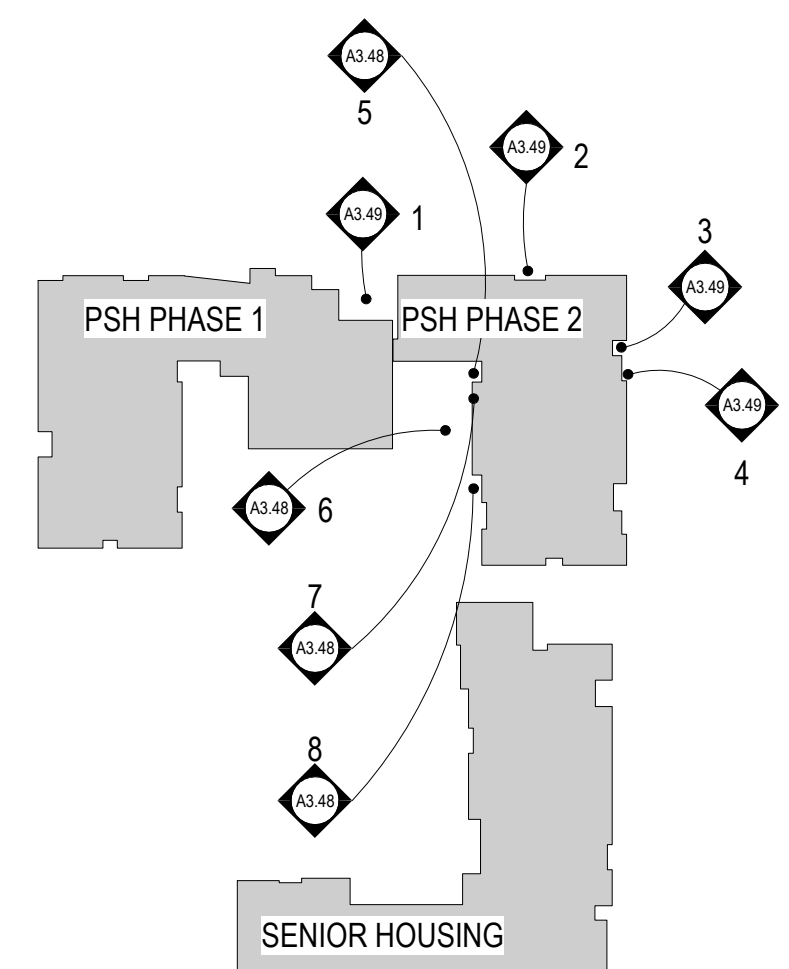 A3.48
5
A3.49
2
A3.49
1
3
A3.49
PSH PHASE 1
PSH PHASE 2
A3.49
4
A3.48
6
7
A3.48
8
A3.48
SENIOR HOUSING